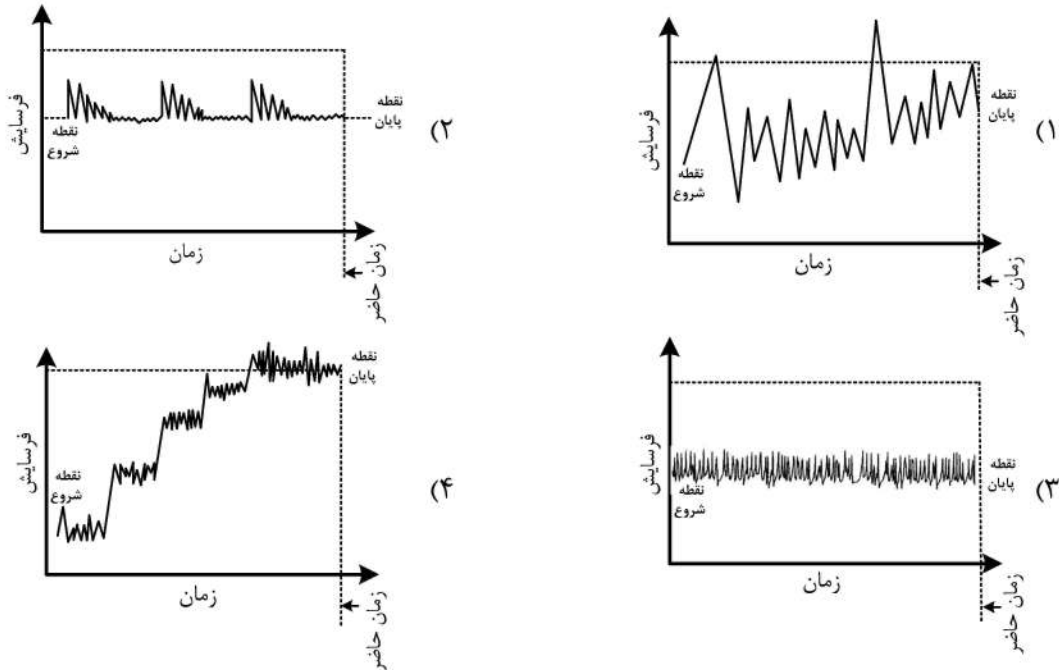 (۱
فرسایش
نقطه
شروع
نقطه
پایان
زمان
زمان حاضر
(۲
فرسایش
نقطه
شروع
نقطه
پایان
زمان
زمان حاضر
(۳
فرسایش
نقطه
شروع
نقطه
پایان
زمان
زمان حاضر
(۴
فرسایش
نقطه
شروع
نقطه
پایان
زمان
زمان حاضر